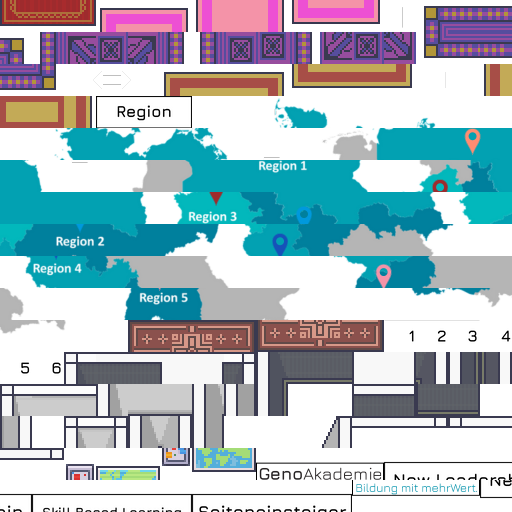 Region
Region 1
Region 3
Region 2
Region 4
Region 5
1 2 3 4
5 6
GenoAkademie
Bildung mit mehrWert.
Skill Based Learning
Seiteneinsteiger